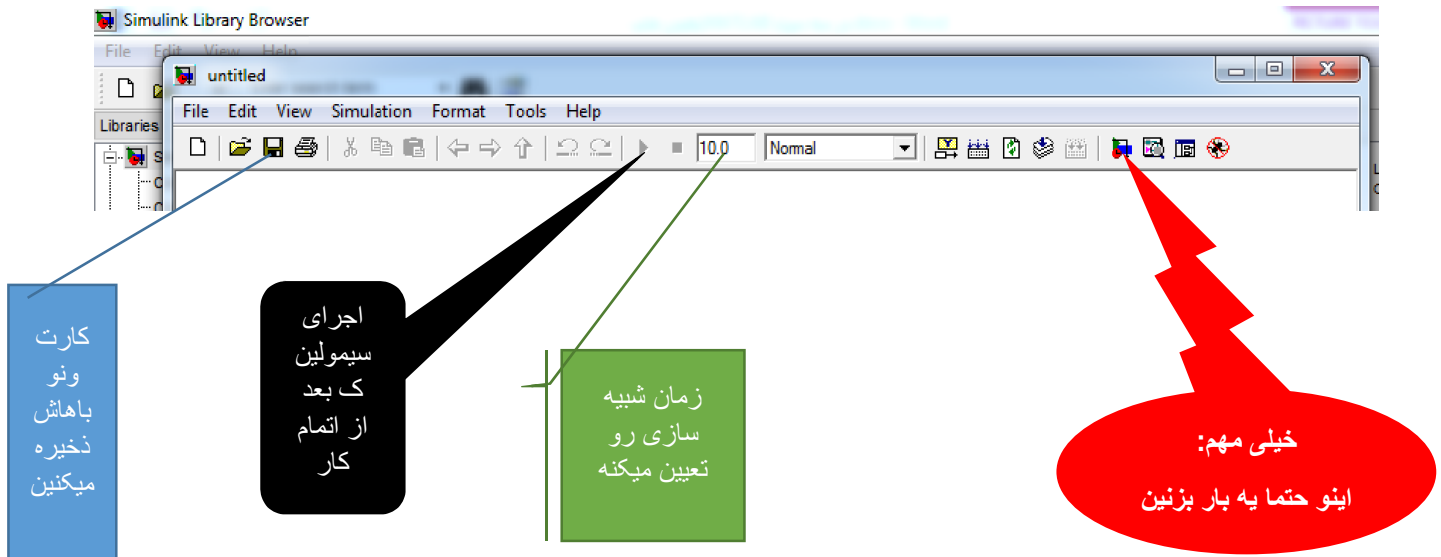 Simulink Library Browser
File Edit View Help
untitled
File Edit View Simulation Format Tools Help
Libraries
10.0 Normal
کارت
ونو
باهاش
ذخیره
میکنین
اجرای
سیمولین
ک بعد
از اتمام
کار
زمان شبیه
سازی رو
تعیین میکنه
خیلی مهم:
اینو حتما یه بار بزنین